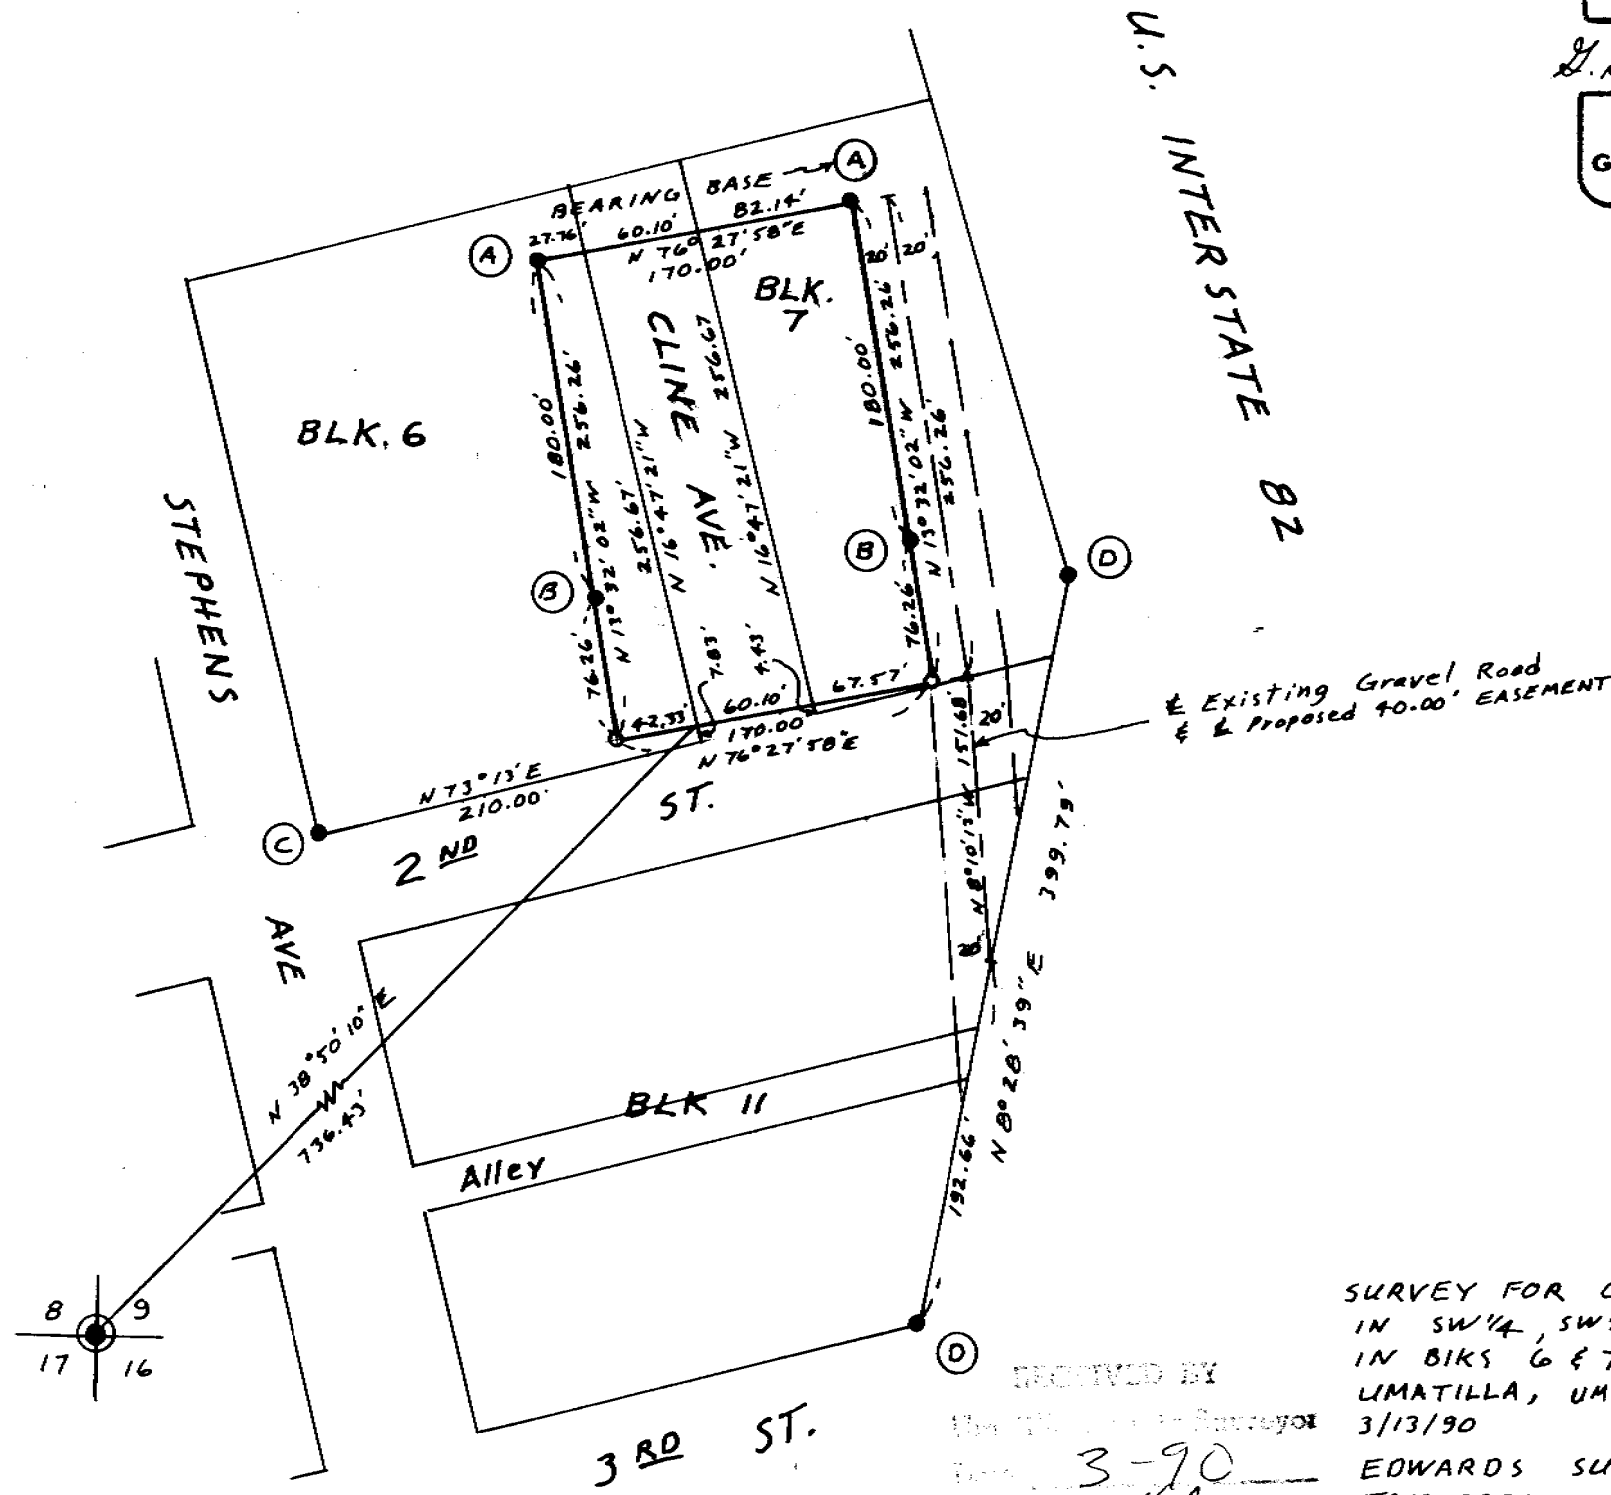 U.S. INTERSTATE 82
G
A
BEARING BASE
A
27.76'
60.10'
82.14'
N 76° 27' 58" E
170.00'
20'
20'
BLK.
7
BLK. 6
CLINE AVE.
180.00'
256.26'
N 13° 32' 02" W
256.67'
N 16° 47' 21" W
256.67
N 16° 47' 21" W
180.00'
256.26'
N 13° 32' 02" W
256.26'
STEPHENS
AVE
B
B
D
76.26'
76.26'
7.83'
4.43'
42.33'
60.10'
67.57'
170.00'
N 76° 27' 58" E
151.68'
20'
N 8° 10' 13" W
20'
℄ Existing Gravel Road
& ℄ Proposed 40.00' EASEMENT
N 73° 13' E
210.00'
C
2 ND
ST.
399.79'
N 8° 28' 39" E
N 38° 50' 10" E
736.43'
BLK 11
Alley
192.66'
8
9
17
16
D
3 RD ST.
RECEIVED BY
Surveyor
3-90
SURVEY FOR
IN SW 1/4, SW
IN BlKS 6 & 7
UMATILLA, UM
3/13/90
EDWARDS SU